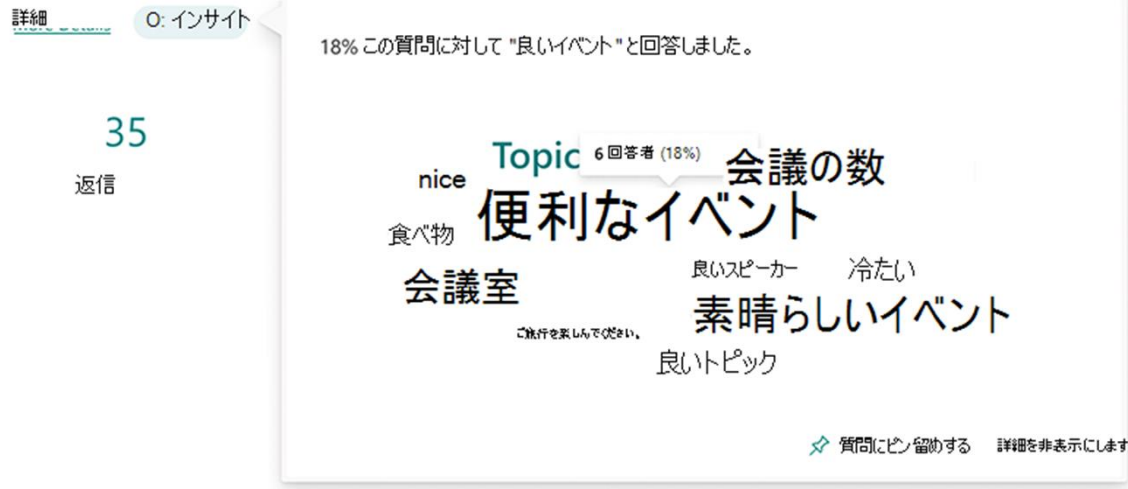 詳細
O: インサイト
18% この質問に対して "良いイベント" と回答しました。
35
返信
Topic
6 回答者 (18%)
会議の数
nice
便利なイベント
食べ物
良いスピーカー
冷たい
会議室
素晴らしいイベント
ご旅行を楽しんでください。
良いトピック
質問にピン留めする
詳細を非表示にします